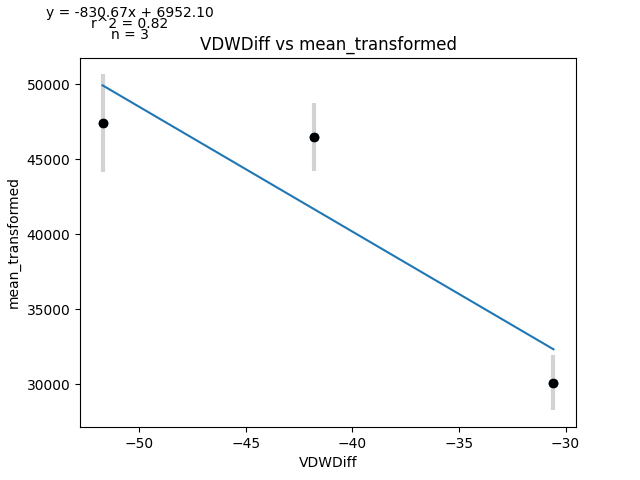 y = -830.67x + 6952.10
r^2 = 0.82
n = 3
VDWDiff vs mean_transformed
mean_transformed
50000
45000
40000
35000
30000
−50
−45
−40
−35
−30
VDWDiff